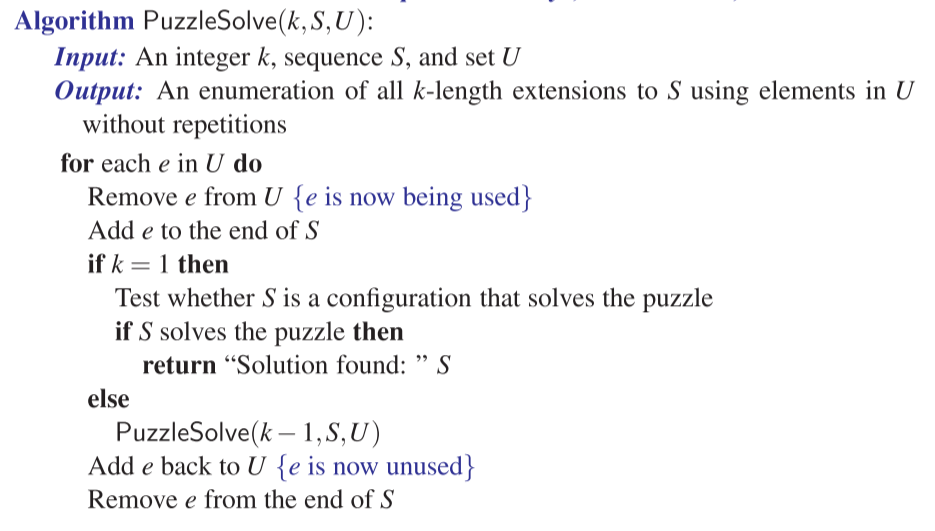 Algorithm PuzzleSolve(k,S,U):
Input: An integer k, sequence S, and set U
Output: An enumeration of all k-length extensions to S using elements in U
without repetitions
for each e in U do
Remove e from U {e is now being used}
Add e to the end of S
if k = 1 then
Test whether S is a configuration that solves the puzzle
if S solves the puzzle then
return “Solution found: ” S
else
PuzzleSolve(k − 1,S,U)
Add e back to U {e is now unused}
Remove e from the end of S